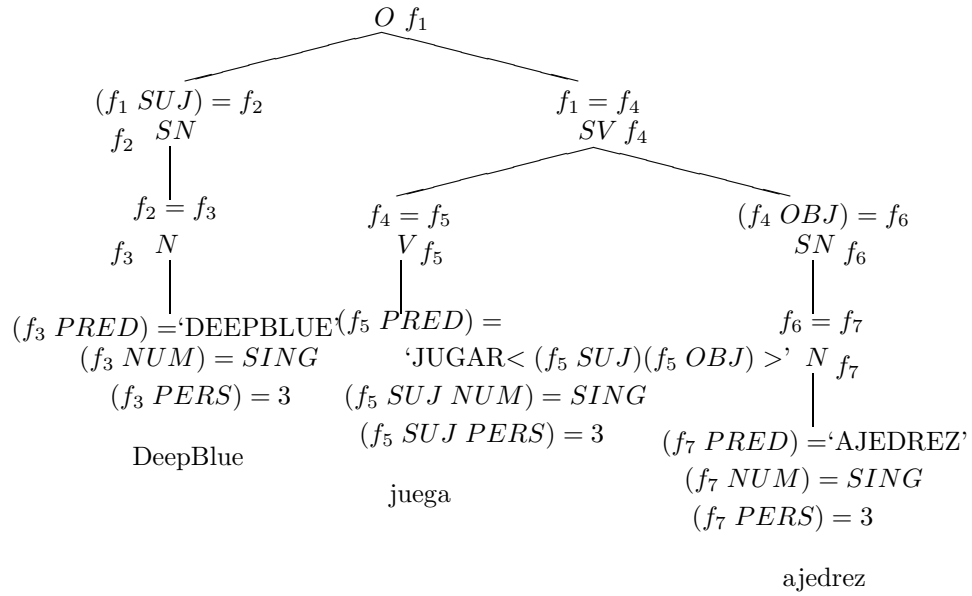 O f₁
(f₁ SUJ) = f₂ f₁ = f₄
f₂ SN SV f₄
f₂ = f₃ f₄ = f₅ (f₄ OBJ) = f₆
f₃ N V f₅ SN f₆
(f₃ PRED) =‘DEEPBLUE’ (f₅ PRED) = f₆ = f₇
(f₃ NUM) = SING ‘JUGAR< (f₅ SUJ)(f₅ OBJ) >’ N f₇
(f₃ PERS) = 3 (f₅ SUJ NUM) = SING
(f₅ SUJ PERS) = 3 (f₇ PRED) =‘AJEDREZ’
DeepBlue (f₇ NUM) = SING
juega (f₇ PERS) = 3
ajedrez